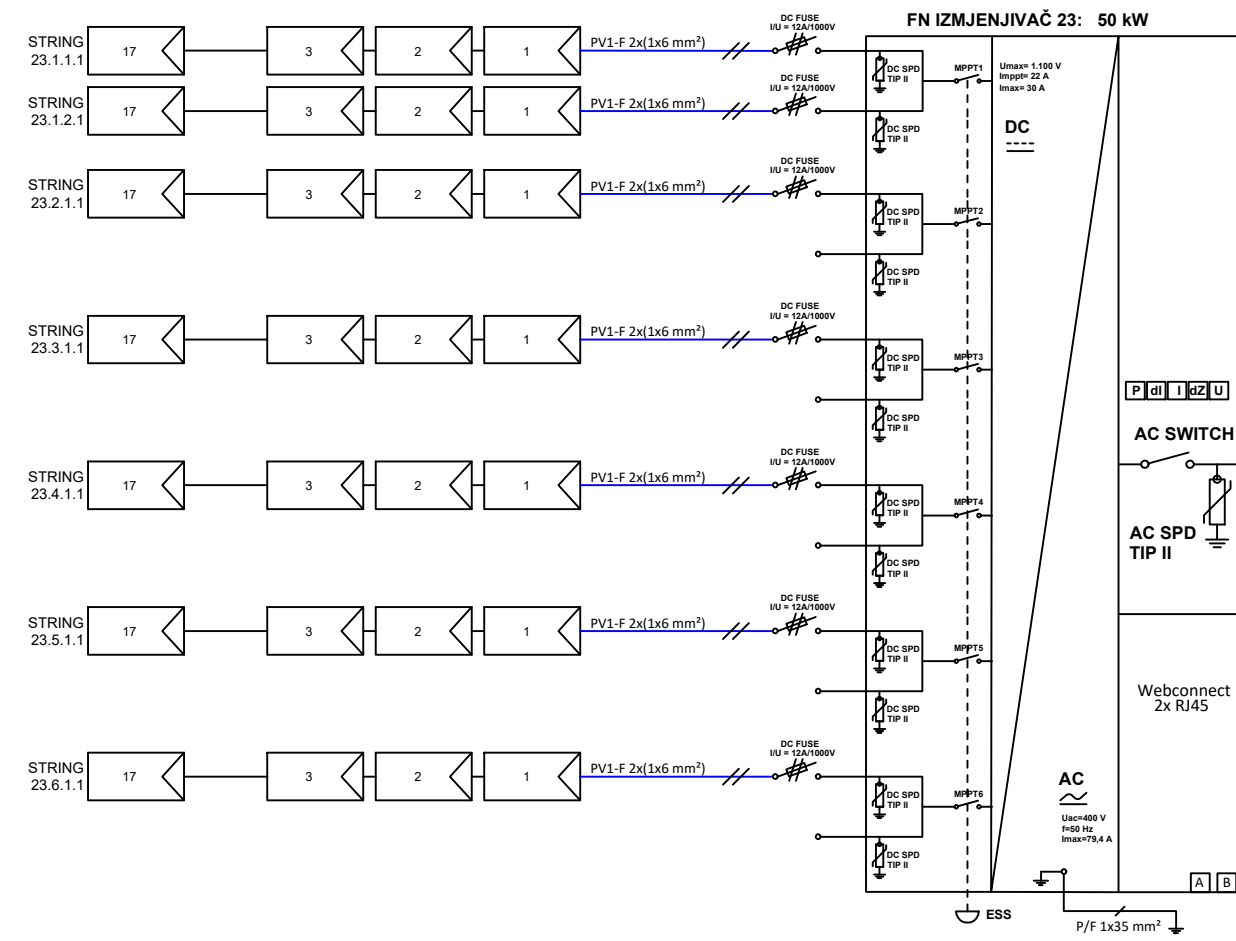 FN IZMJENJIVAČ 23: 50 kW
STRING
23.1.1.1
17
3
2
1
PV1-F 2x(1x6 mm²)
DC FUSE
I/U = 12A/1000V
DC SPD
TIP II
MPPT1
Umax= 1.100 V
Imppt= 22 A
Imax= 30 A
DC
STRING
23.1.2.1
17
3
2
1
PV1-F 2x(1x6 mm²)
DC FUSE
I/U = 12A/1000V
DC SPD
TIP II
STRING
23.2.1.1
17
3
2
1
PV1-F 2x(1x6 mm²)
DC FUSE
I/U = 12A/1000V
DC SPD
TIP II
MPPT2
DC SPD
TIP II
STRING
23.3.1.1
17
3
2
1
PV1-F 2x(1x6 mm²)
DC FUSE
I/U = 12A/1000V
DC SPD
TIP II
MPPT3
DC SPD
TIP II
P dI I dZ U
AC SWITCH
STRING
23.4.1.1
17
3
2
1
PV1-F 2x(1x6 mm²)
DC FUSE
I/U = 12A/1000V
DC SPD
TIP II
MPPT4
DC SPD
TIP II
AC SPD
TIP II
STRING
23.5.1.1
17
3
2
1
PV1-F 2x(1x6 mm²)
DC FUSE
I/U = 12A/1000V
DC SPD
TIP II
MPPT5
DC SPD
TIP II
Webconnect
2x RJ45
STRING
23.6.1.1
17
3
2
1
PV1-F 2x(1x6 mm²)
DC FUSE
I/U = 12A/1000V
DC SPD
TIP II
MPPT6
DC SPD
TIP II
AC
Uac=400 V
f=50 Hz
Imax=79,4 A
A B
ESS
P/F 1x35 mm²